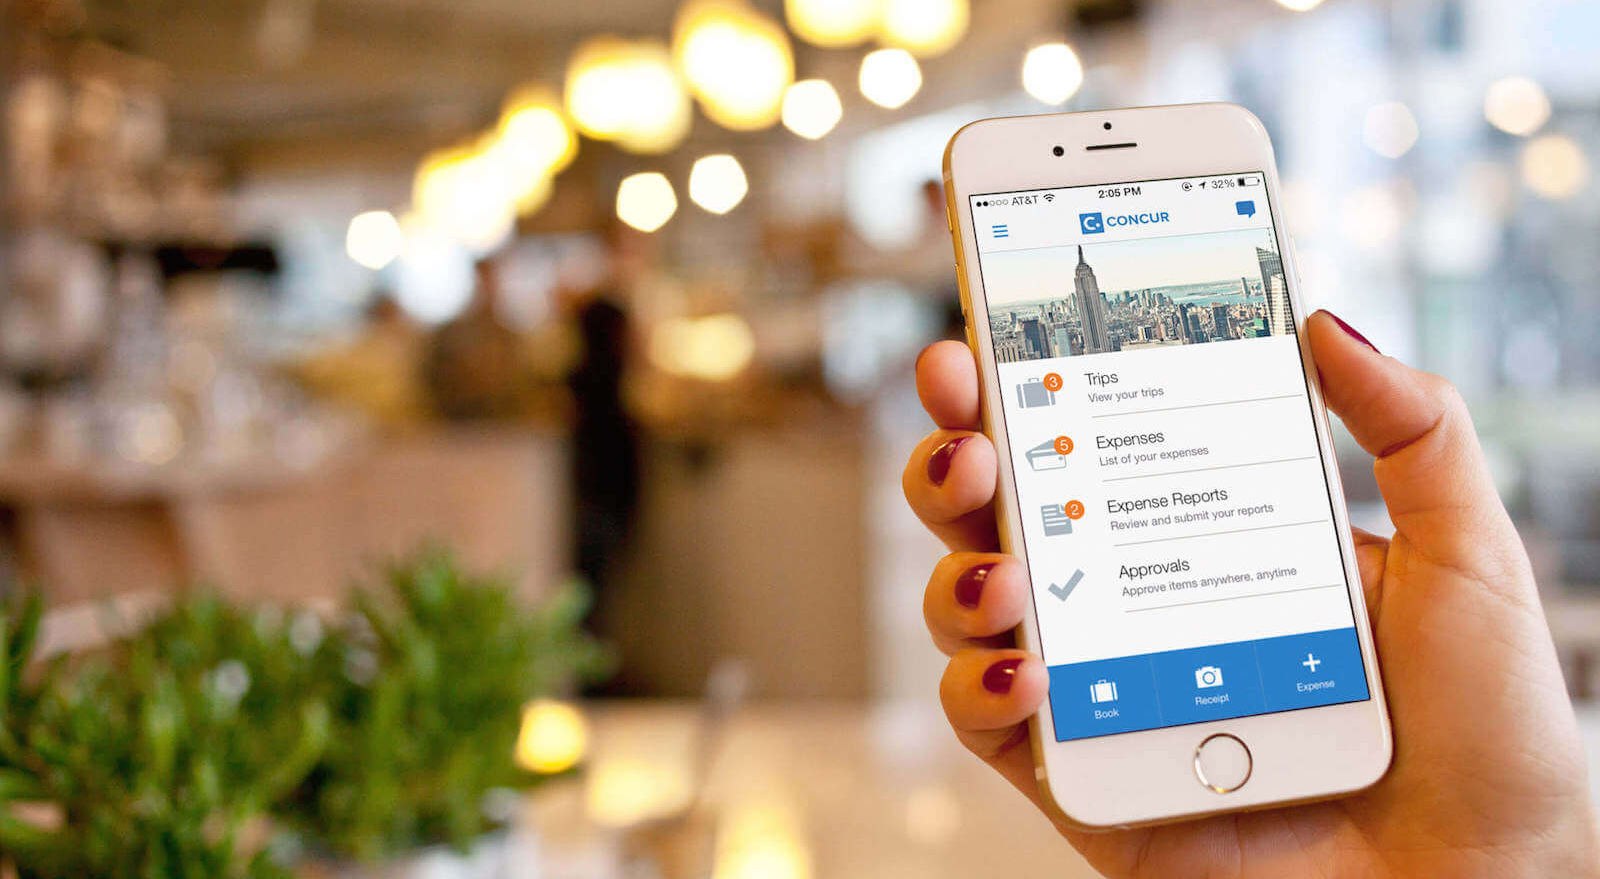 AT&T 2:05 PM 32%
C. CONCUR
3 Trips
View your trips
5 Expenses
List of your expenses
2 Expense Reports
Review and submit your reports
Approvals
Approve items anywhere, anytime
Book Receipt Expense